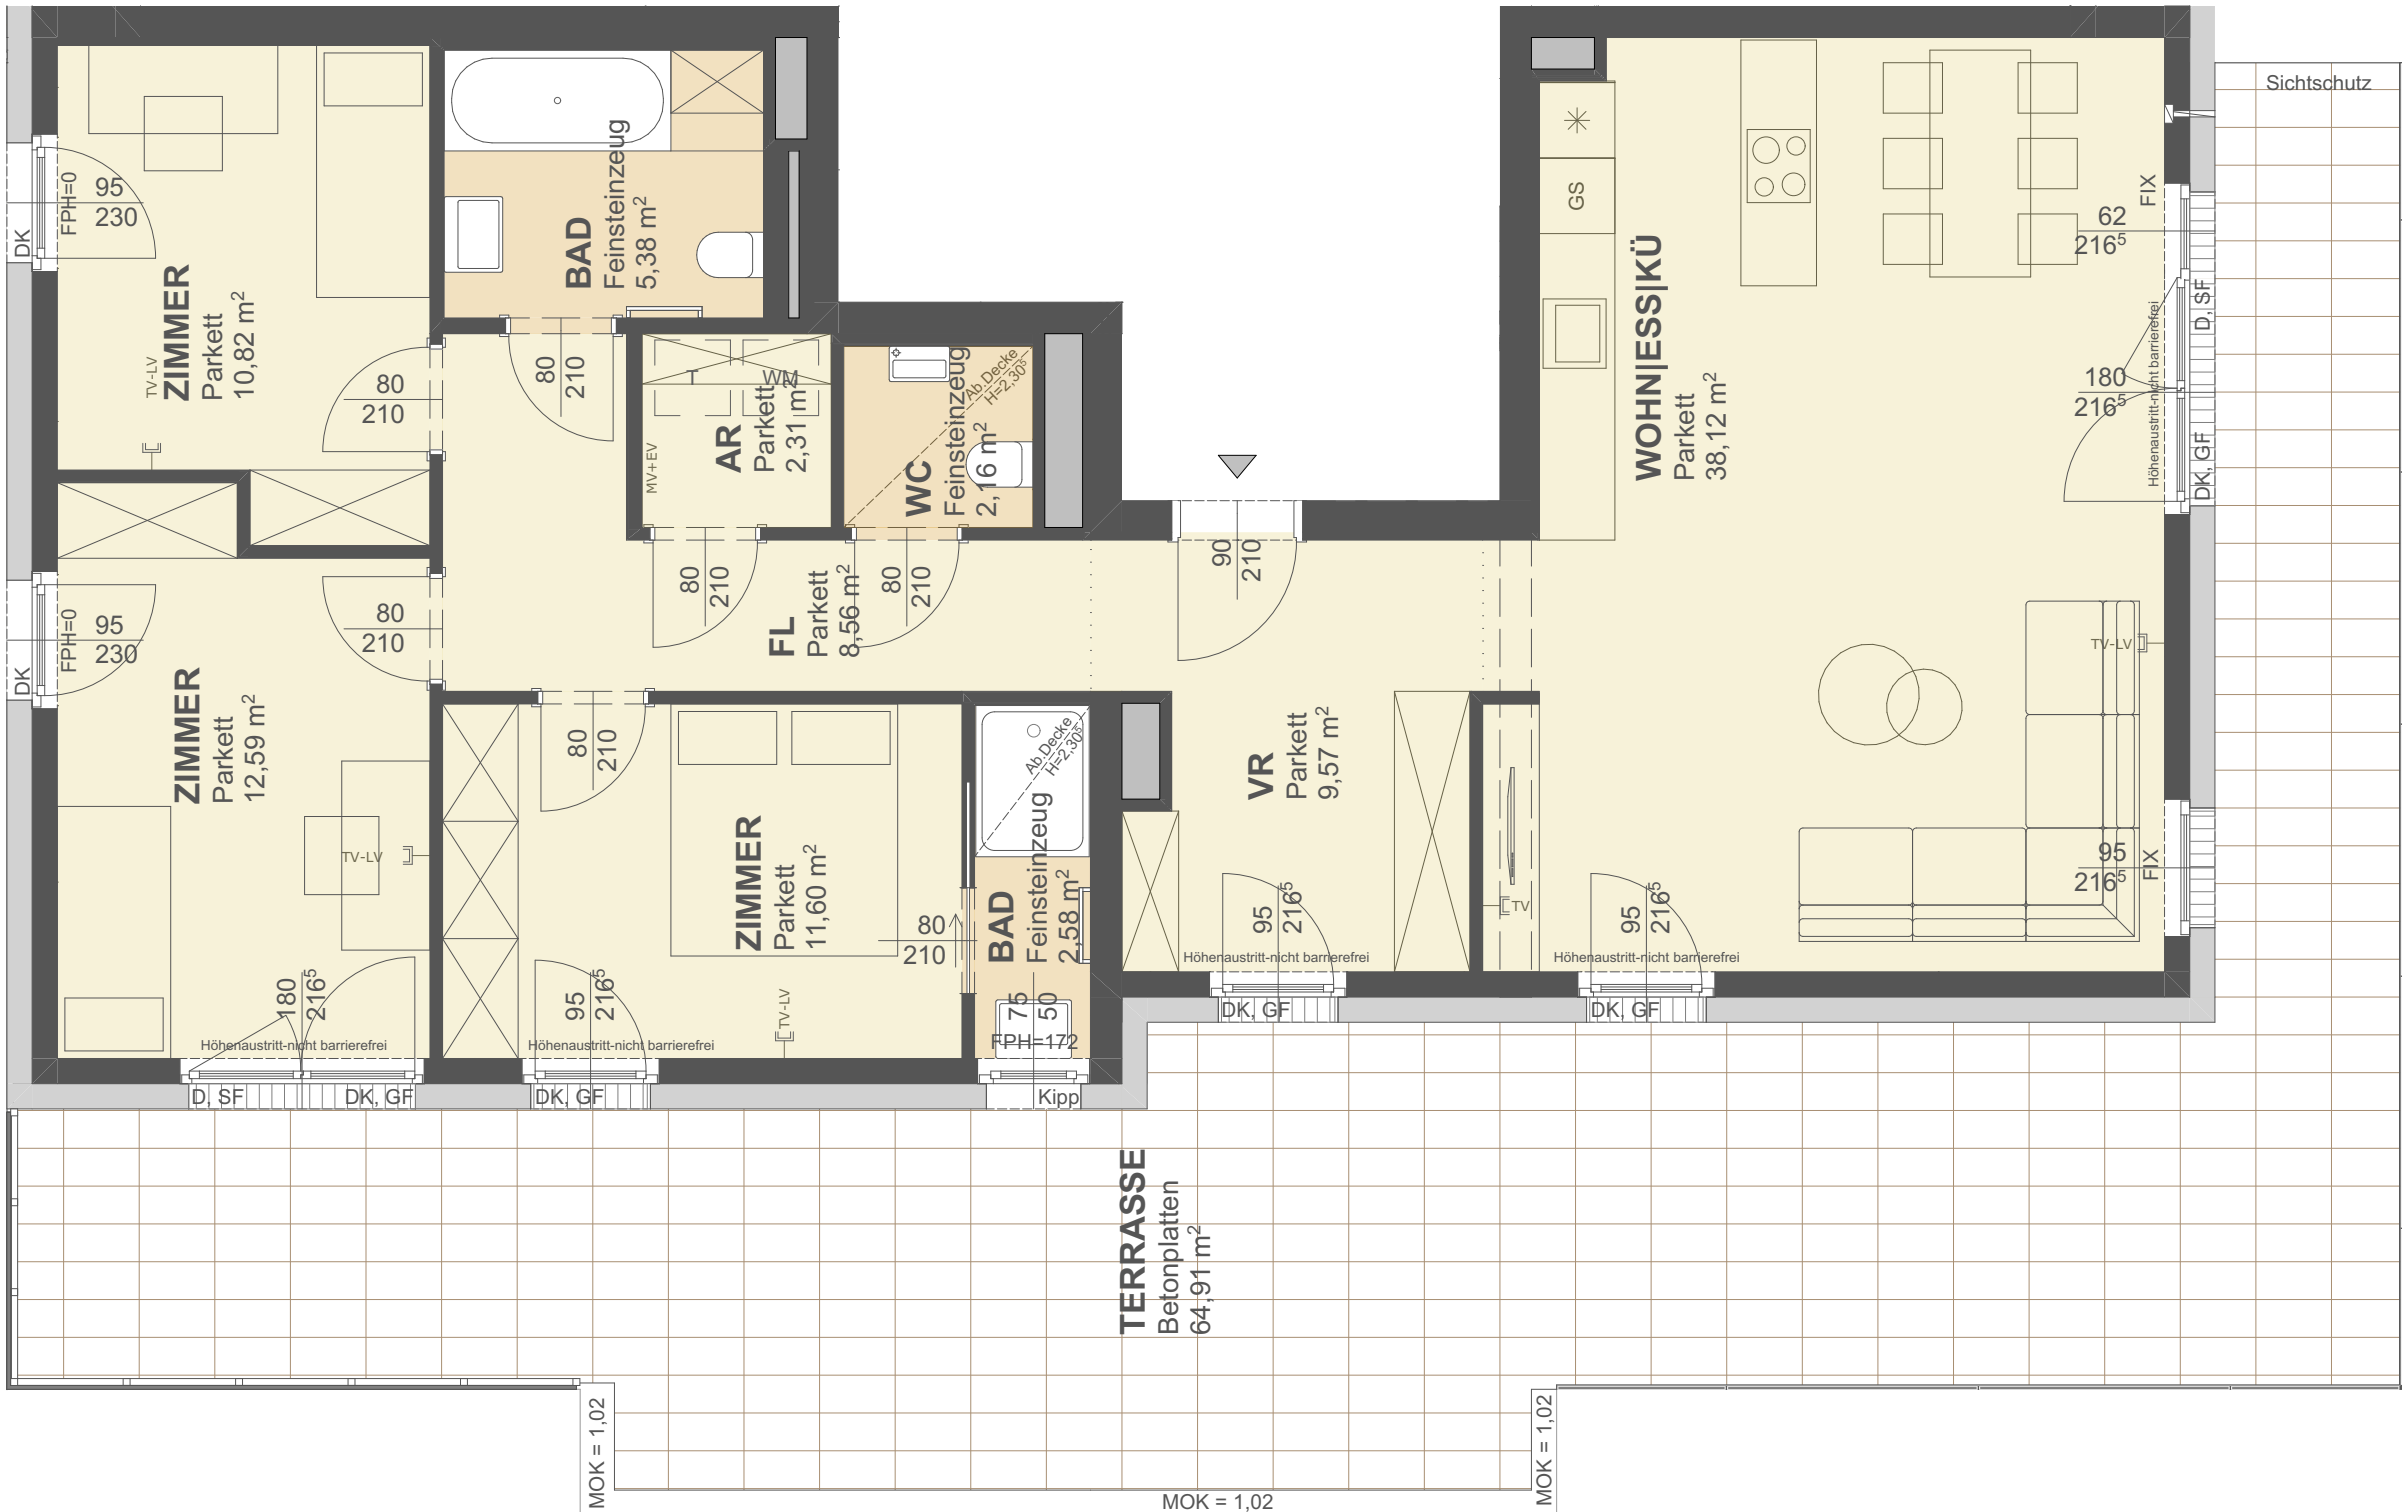 Sichtschutz
ZIMMER
Parkett
10,82 m²
TV-LV
95
230
FPH=0
DK
80
210
BAD
Feinsteinzeug
5,38 m²
80
210
AR
Parkett
2,31 m²
T
WM
MV+EV
80
210
WC
Feinsteinzeug
2,16 m²
Ab.Decke
H=2,30⁵
80
210
90
210
WOHN|ESS|KÜ
Parkett
38,12 m²
GS
FIX
62
216⁵
D, SF
180
216⁵
Höhenaustritt-nicht barrierefrei
DK, GF
TV-LV
95
216⁵
FIX
TV
95
216⁵
Höhenaustritt-nicht barrierefrei
DK, GF
FL
Parkett
8,56 m²
VR
Parkett
9,57 m²
95
216⁵
Höhenaustritt-nicht barrierefrei
DK, GF
ZIMMER
Parkett
12,59 m²
95
230
FPH=0
DK
80
210
TV-LV
180
216⁵
Höhenaustritt-nicht barrierefrei
D, SF
DK, GF
ZIMMER
Parkett
11,60 m²
80
210
80
210
TV-LV
95
216⁵
Höhenaustritt-nicht barrierefrei
DK, GF
BAD
Feinsteinzeug
2,58 m²
Ab.Decke
H=2,30⁵
75
50
FPH=172
Kipp
TERRASSE
Betonplatten
64,91 m²
MOK = 1,02
MOK = 1,02
MOK = 1,02